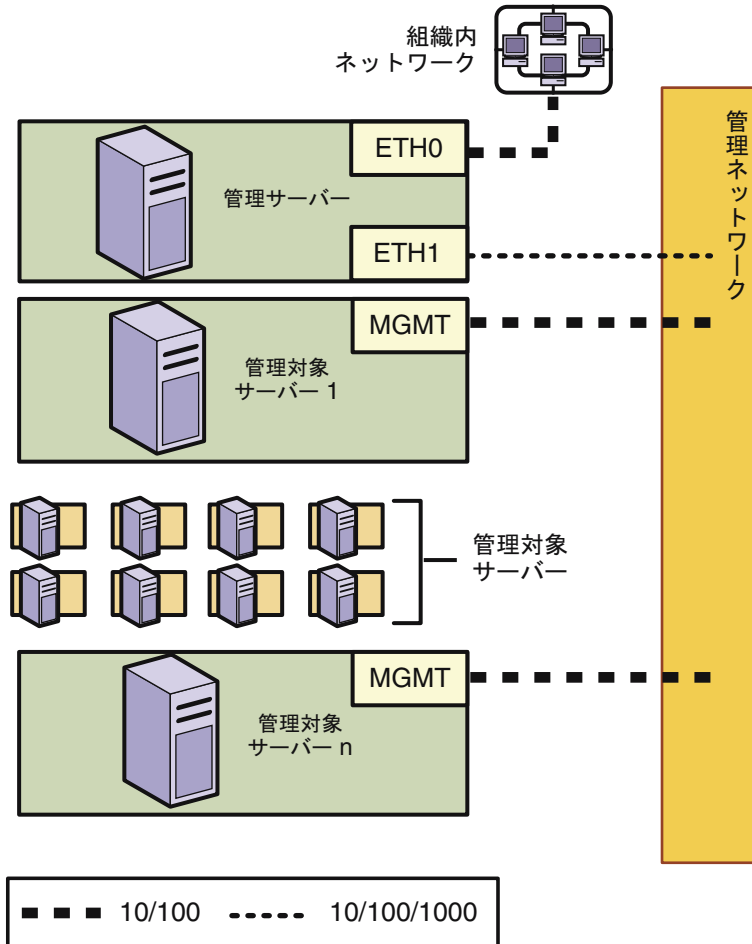 組織内
ネットワーク
管理ネットワーク
ETH0
管理サーバー
ETH1
MGMT
管理対象
サーバー 1
管理対象
サーバー
MGMT
管理対象
サーバー n
10/100
10/100/1000